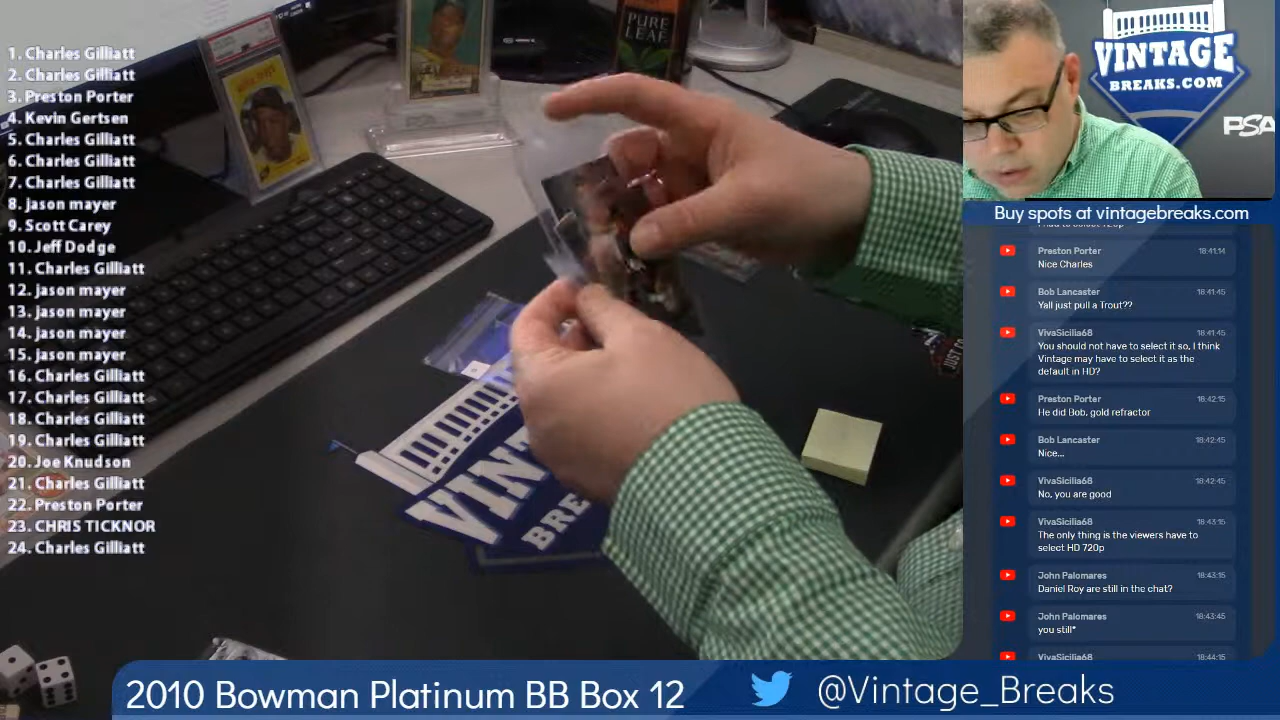 1. Charles Gilliatt
2. Charles Gilliatt
3. Preston Porter
4. Kevin Gertsen
5. Charles Gilliatt
6. Charles Gilliatt
7. Charles Gilliatt
8. jason mayer
9. Scott Carey
10. Jeff Dodge
11. Charles Gilliatt
12. jason mayer
13. jason mayer
14. jason mayer
15. jason mayer
16. Charles Gilliatt
17. Charles Gilliatt
18. Charles Gilliatt
19. Charles Gilliatt
20. Joe Knudson
21. Charles Gilliatt
22. Preston Porter
23. CHRIS TICKNOR
24. Charles Gilliatt
PURE
LEAF
JUST
VINT
BRE
VINTAGE
BREAKS.COM
PSA
Buy spots at vintagebreaks.com
Preston Porter 18:41:14
Nice Charles
Bob Lancaster 18:41:45
Yall just pull a Trout??
VivaSicilia68 18:41:45
You should not have to select it so, I think
Vintage may have to select it as the
default in HD?
Preston Porter 18:42:15
He did Bob, gold refractor
Bob Lancaster 18:42:45
Nice...
VivaSicilia68 18:42:45
No, you are good
VivaSicilia68 18:43:15
The only thing is the viewers have to
select HD 720p
John Palomares 18:43:15
Daniel Roy are still in the chat?
John Palomares 18:43:45
you still*
VivaSicilia68 18:44:15
2010 Bowman Platinum BB Box 12
@Vintage_Breaks